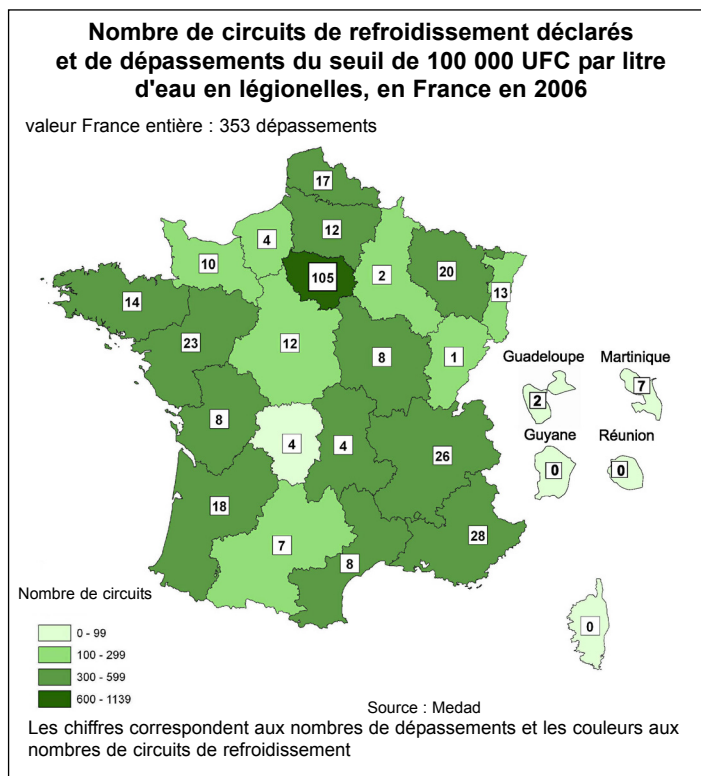 Nombre de circuits de refroidissement déclarés
et de dépassements du seuil de 100 000 UFC par litre
d'eau en légionelles, en France en 2006
valeur France entière : 353 dépassements
17
12
4
10
105
2
20
13
14
23
12
8
1
Guadeloupe
Martinique
2
7
Guyane
Réunion
0
0
8
4
4
26
18
7
8
28
0
Nombre de circuits
0 - 99
100 - 299
300 - 599
600 - 1139
Source : Medad
Les chiffres correspondent aux nombres de dépassements et les couleurs aux
nombres de circuits de refroidissement